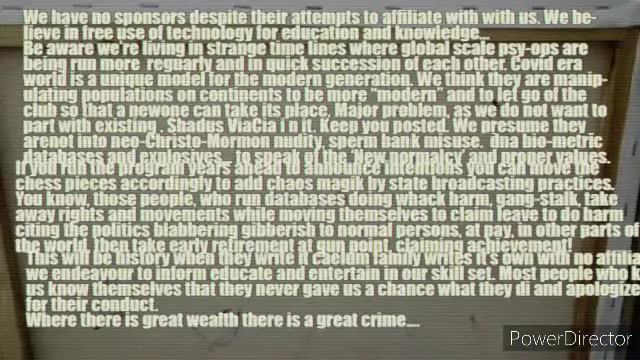 We have no sponsors despite their attempts to affiliate with with us. We be-
lieve in free use of technology for education and knowledge...
Be aware we're living in strange time lines where global scale psy-ops are
being run more reguarly and in quick succession of each other. Covid era
world is a unique model for the modern generation. We think they are manip-
ulating populations on continents to be more "modern" and to let go of the
club so that a newone can take its place. Major problem, as we do not want to
part with existing . Shadus ViaCla i n it. Keep you posted. We presume they
arenot into neo-Christo-Mormon nudity, sperm bank misuse, dna bio-metric
databases and explosives, to speak of the 'New normalcy and proper values.
If you run the program years ahead to announce intentions you can move the
chess pieces accordingly to add chaos magik by state broadcasting practices.
You know, those people, who run databases doing whack harm, gang-stalk, take
away rights and movements while moving themselves to claim leave to do harm
citing the politics blabbering gibberish to normal persons, at pay, in other parts of
the world, then take early retirement at gun point, claiming achievement!
This will be history when they write it Caelum family writes it's own with no affilia
we endeavour to inform educate and entertain in our skill set. Most people who
us know themselves that they never gave us a chance what they di and apologize
for their conduct.
Where there is great wealth there is a great crime....
PowerDirector